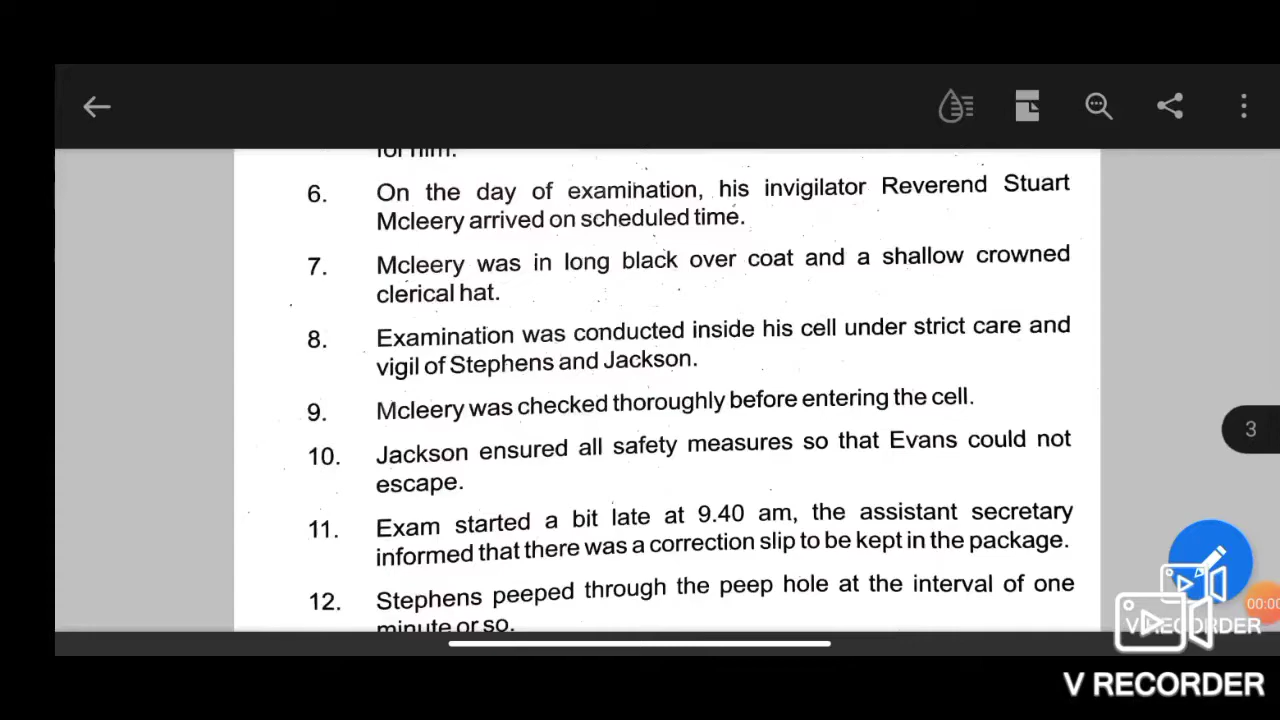 for him.
6. On the day of examination, his invigilator Reverend Stuart
Mcleery arrived on scheduled time.
7. Mcleery was in long black over coat and a shallow crowned
clerical hat.
8. Examination was conducted inside his cell under strict care and
vigil of Stephens and Jackson.
9. Mcleery was checked thoroughly before entering the cell.
3
10. Jackson ensured all safety measures so that Evans could not
escape.
11. Exam started a bit late at 9.40 am, the assistant secretary
informed that there was a correction slip to be kept in the package.
12. Stephens peeped through the peep hole at the interval of one
minute or so.
00:00
V RECORDER
V RECORDER